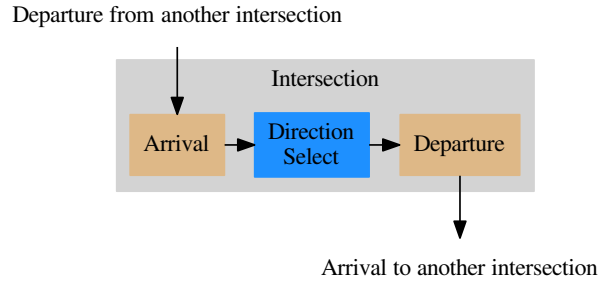 Departure from another intersection
Intersection
Arrival
Direction
Select
Departure
Arrival to another intersection